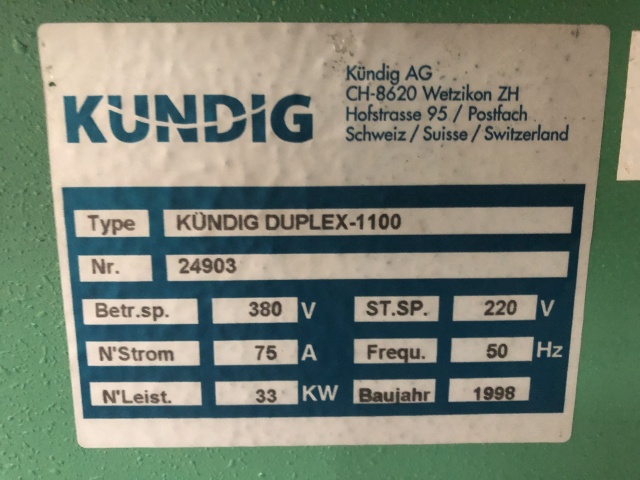 KUNDIG
Kündig AG
CH-8620 Wetzikon ZH
Hofstrasse 95 / Postfach
Schweiz / Suisse / Switzerland
Type KÜNDIG DUPLEX-1100
Nr. 24903
Betr.sp. 380 V ST.SP. 220 V
N'Strom 75 A Frequ. 50 Hz
N'Leist. 33 KW Baujahr 1998